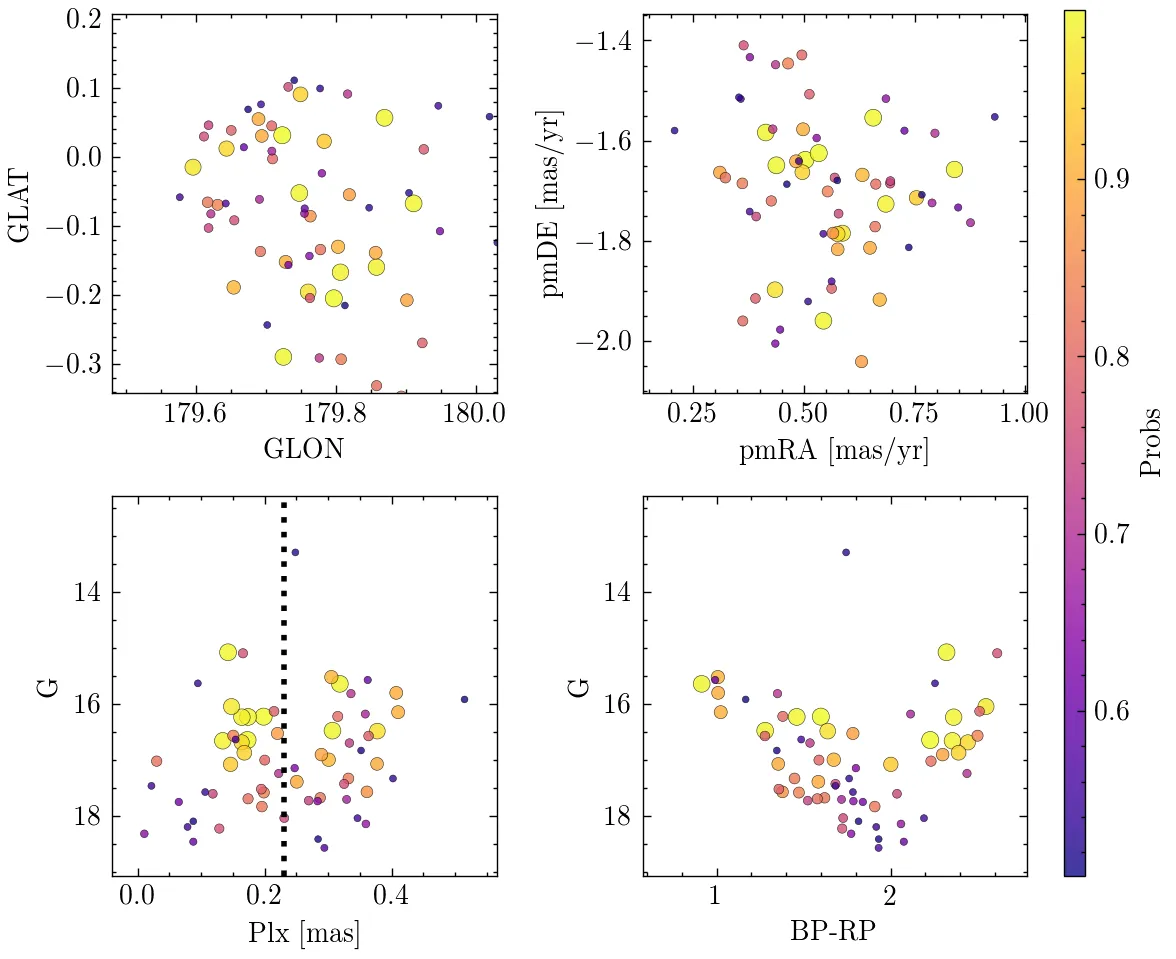 0.2
0.1
0.0
−0.1
−0.2
−0.3
GLAT
179.6 179.8 180.0
GLON
−1.4
−1.6
−1.8
−2.0
pmDE [mas/yr]
0.25 0.50 0.75 1.00
pmRA [mas/yr]
14
16
18
G
0.0 0.2 0.4
Plx [mas]
14
16
18
G
1 2
BP-RP
0.9
0.8
0.7
0.6
Probs